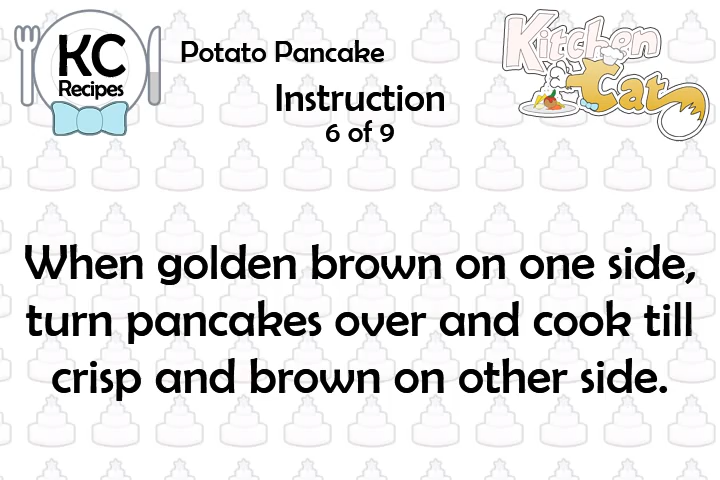 KC
Recipes
Potato Pancake
Instruction
6 of 9
Kitchen
Cat
When golden brown on one side,
turn pancakes over and cook till
crisp and brown on other side.